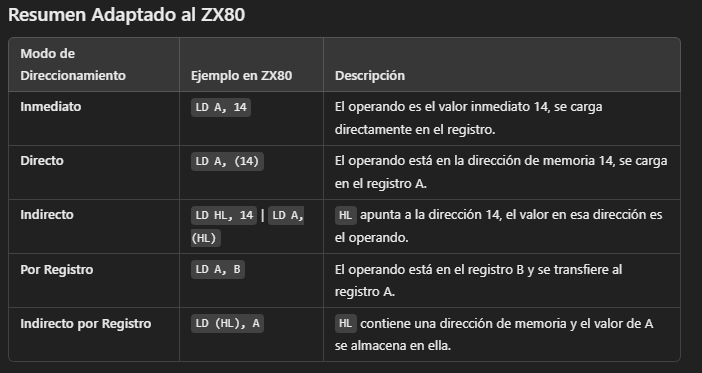 Resumen Adaptado al ZX80
Modo de
Direccionamiento
Ejemplo en ZX80
Descripción
Inmediato
LD A, 14
El operando es el valor inmediato 14, se carga
directamente en el registro.
Directo
LD A, (14)
El operando está en la dirección de memoria 14, se carga
en el registro A.
Indirecto
LD HL, 14 | LD A,
(HL)
HL apunta a la dirección 14, el valor en esa dirección es
el operando.
Por Registro
LD A, B
El operando está en el registro B y se transfiere al
registro A.
Indirecto por Registro
LD (HL), A
HL contiene una dirección de memoria y el valor de A
se almacena en ella.